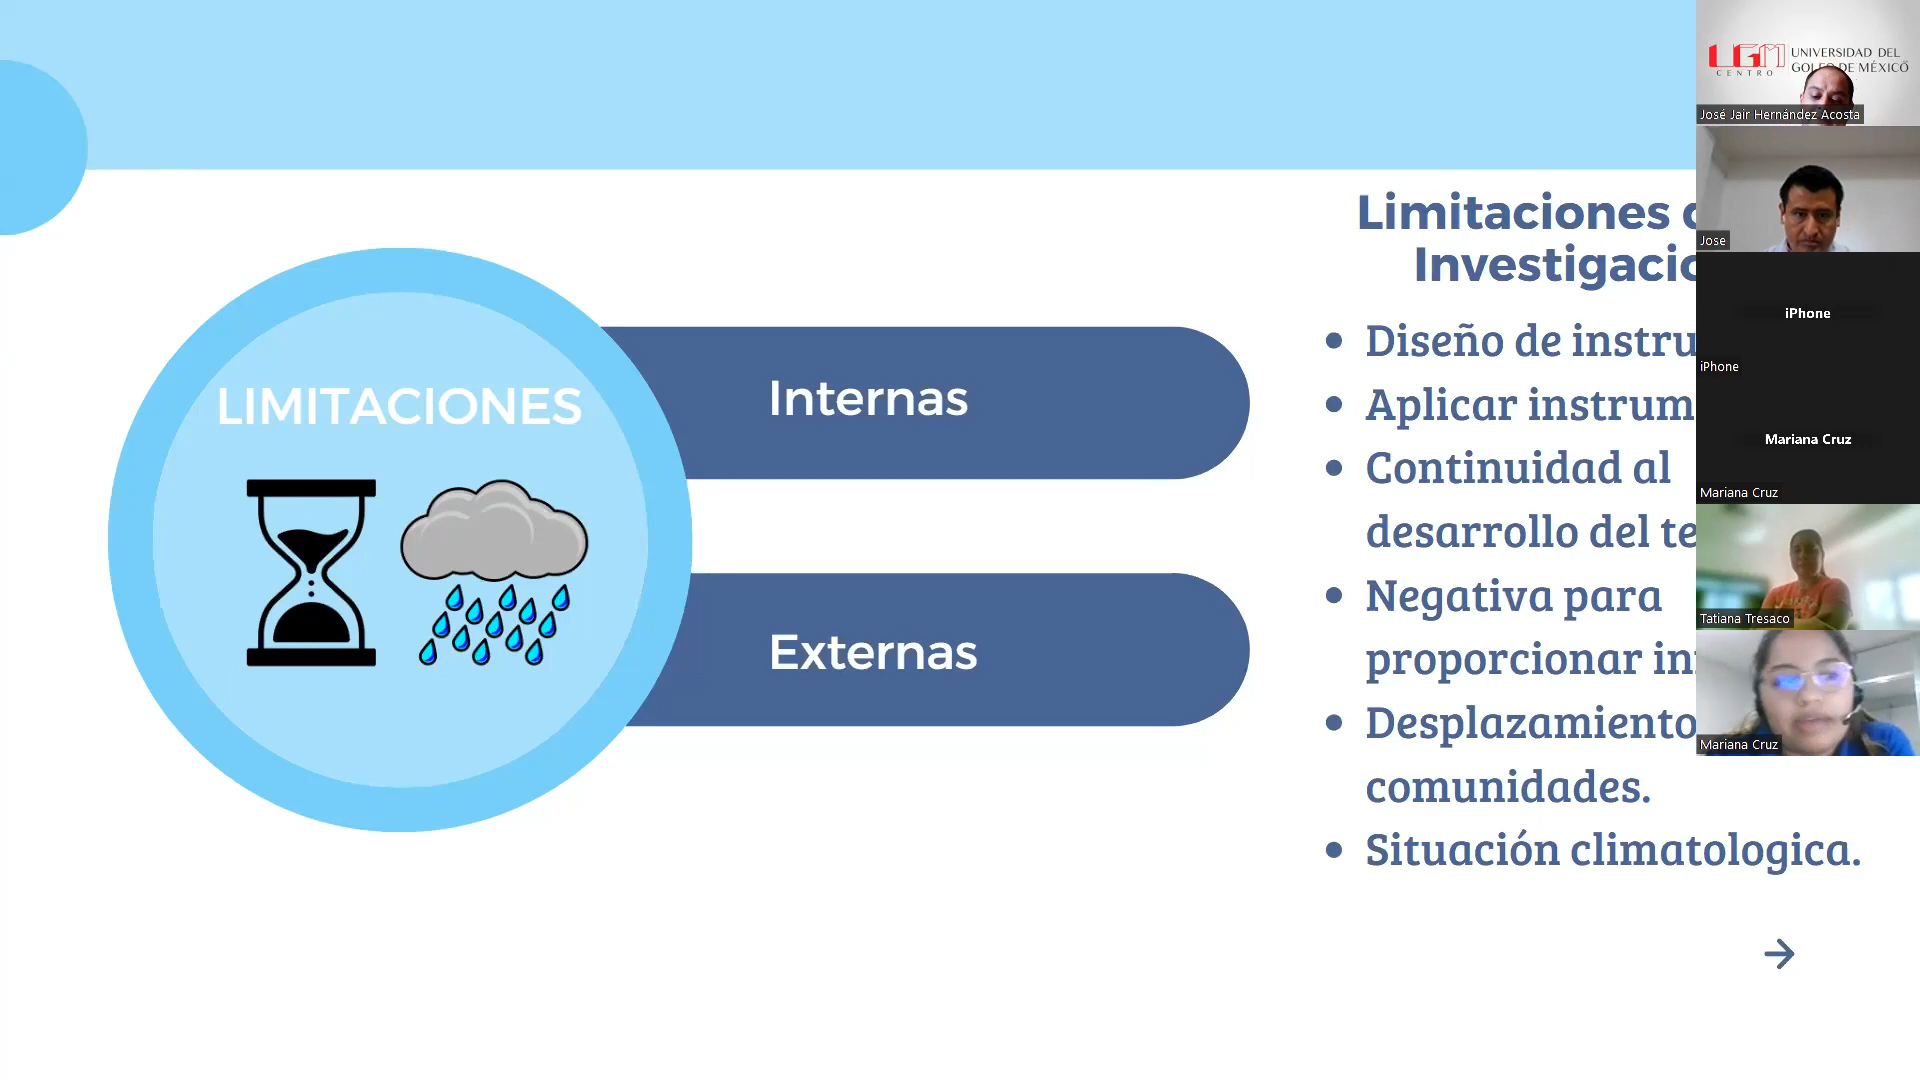 LIMITACIONES
Internas
Externas
Limitaciones
Investigacio
Diseño de instru
Aplicar instrum
Continuidad al
desarrollo del te
Negativa para
proporcionar in
Desplazamiento
comunidades.
Situación climatologica.
UGM
CENTRO
UNIVERSIDAD DEL
GOLFO DE MÉXICO
José Jair Hernández Acosta
Jose
iPhone
iPhone
Mariana Cruz
Mariana Cruz
Tatiana Tresaco
Mariana Cruz